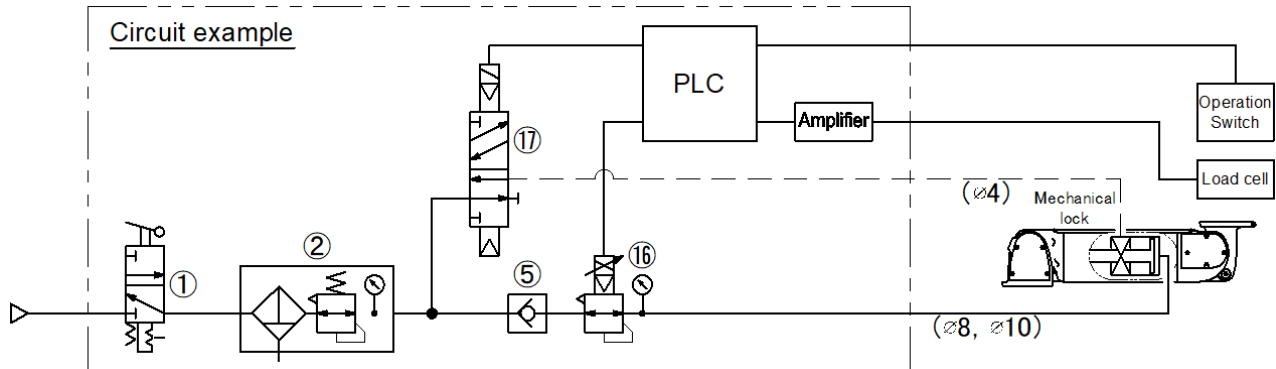 Circuit example
PLC
Operation
Switch
Amplifier
⑰
Load cell
(⌀4)
Mechanical
lock
②
⑯
①
⑤
(⌀8, ⌀10)